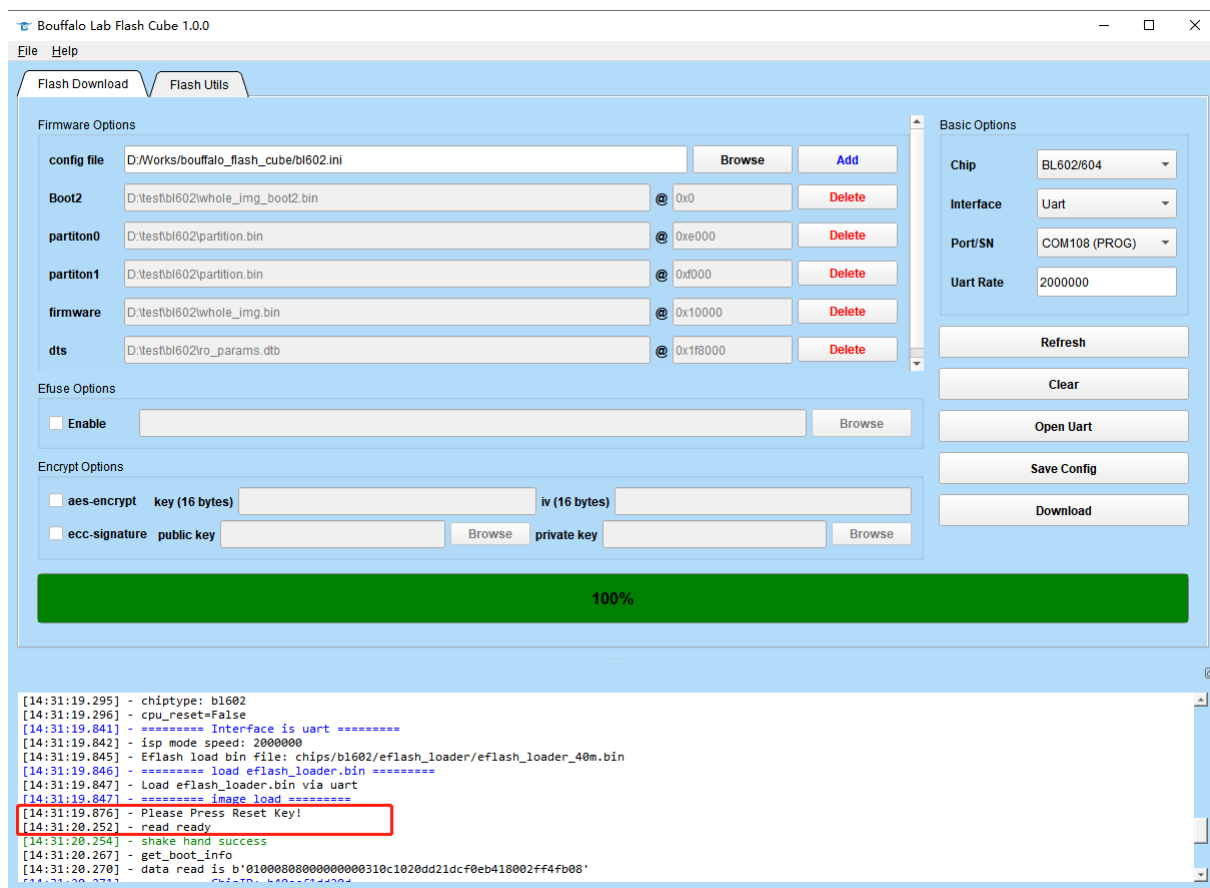 Bouffalo Lab Flash Cube 1.0.0
File Help
Flash Download Flash Utils
Firmware Options
config file D:/Works/bouffalo_flash_cube/bl602.ini Browse Add
Boot2 D:\test\bl602\whole_img_boot2.bin @ 0x0 Delete
partiton0 D:\test\bl602\partition.bin @ 0xe000 Delete
partiton1 D:\test\bl602\partition.bin @ 0xf000 Delete
firmware D:\test\bl602\whole_img.bin @ 0x10000 Delete
dts D:\test\bl602\ro_params.dtb @ 0x1f8000 Delete
Basic Options
Chip BL602/604
Interface Uart
Port/SN COM108 (PROG)
Uart Rate 2000000
Refresh
Clear
Open Uart
Save Config
Download
Efuse Options
Enable Browse
Encrypt Options
aes-encrypt key (16 bytes) iv (16 bytes)
ecc-signature public key Browse private key Browse
100%
[14:31:19.295] - chiptype: bl602
[14:31:19.296] - cpu_reset=False
[14:31:19.841] - ========= Interface is uart =========
[14:31:19.842] - isp mode speed: 2000000
[14:31:19.845] - Eflash load bin file: chips/bl602/eflash_loader/eflash_loader_40m.bin
[14:31:19.846] - ========= load eflash_loader.bin =========
[14:31:19.847] - Load eflash_loader.bin via uart
[14:31:19.847] - ========= image load =========
[14:31:19.876] - Please Press Reset Key!
[14:31:20.252] - read ready
[14:31:20.254] - shake hand success
[14:31:20.267] - get_boot_info
[14:31:20.270] - data read is b'01000808000000000310c1020dd21dcf0eb418002ff4fb08'